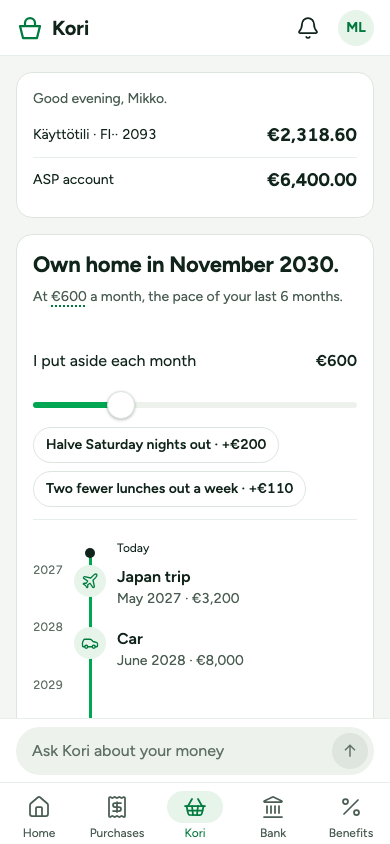 Kori
ML
Good evening, Mikko.
Käyttötili · FI·· 2093
€2,318.60
ASP account
€6,400.00
Own home in November 2030.
At €600 a month, the pace of your last 6 months.
I put aside each month
€600
Halve Saturday nights out · +€200
Two fewer lunches out a week · +€110
Today
2027
Japan trip
May 2027 · €3,200
2028
Car
June 2028 · €8,000
2029
Ask Kori about your money
Home
Purchases
Kori
Bank
Benefits